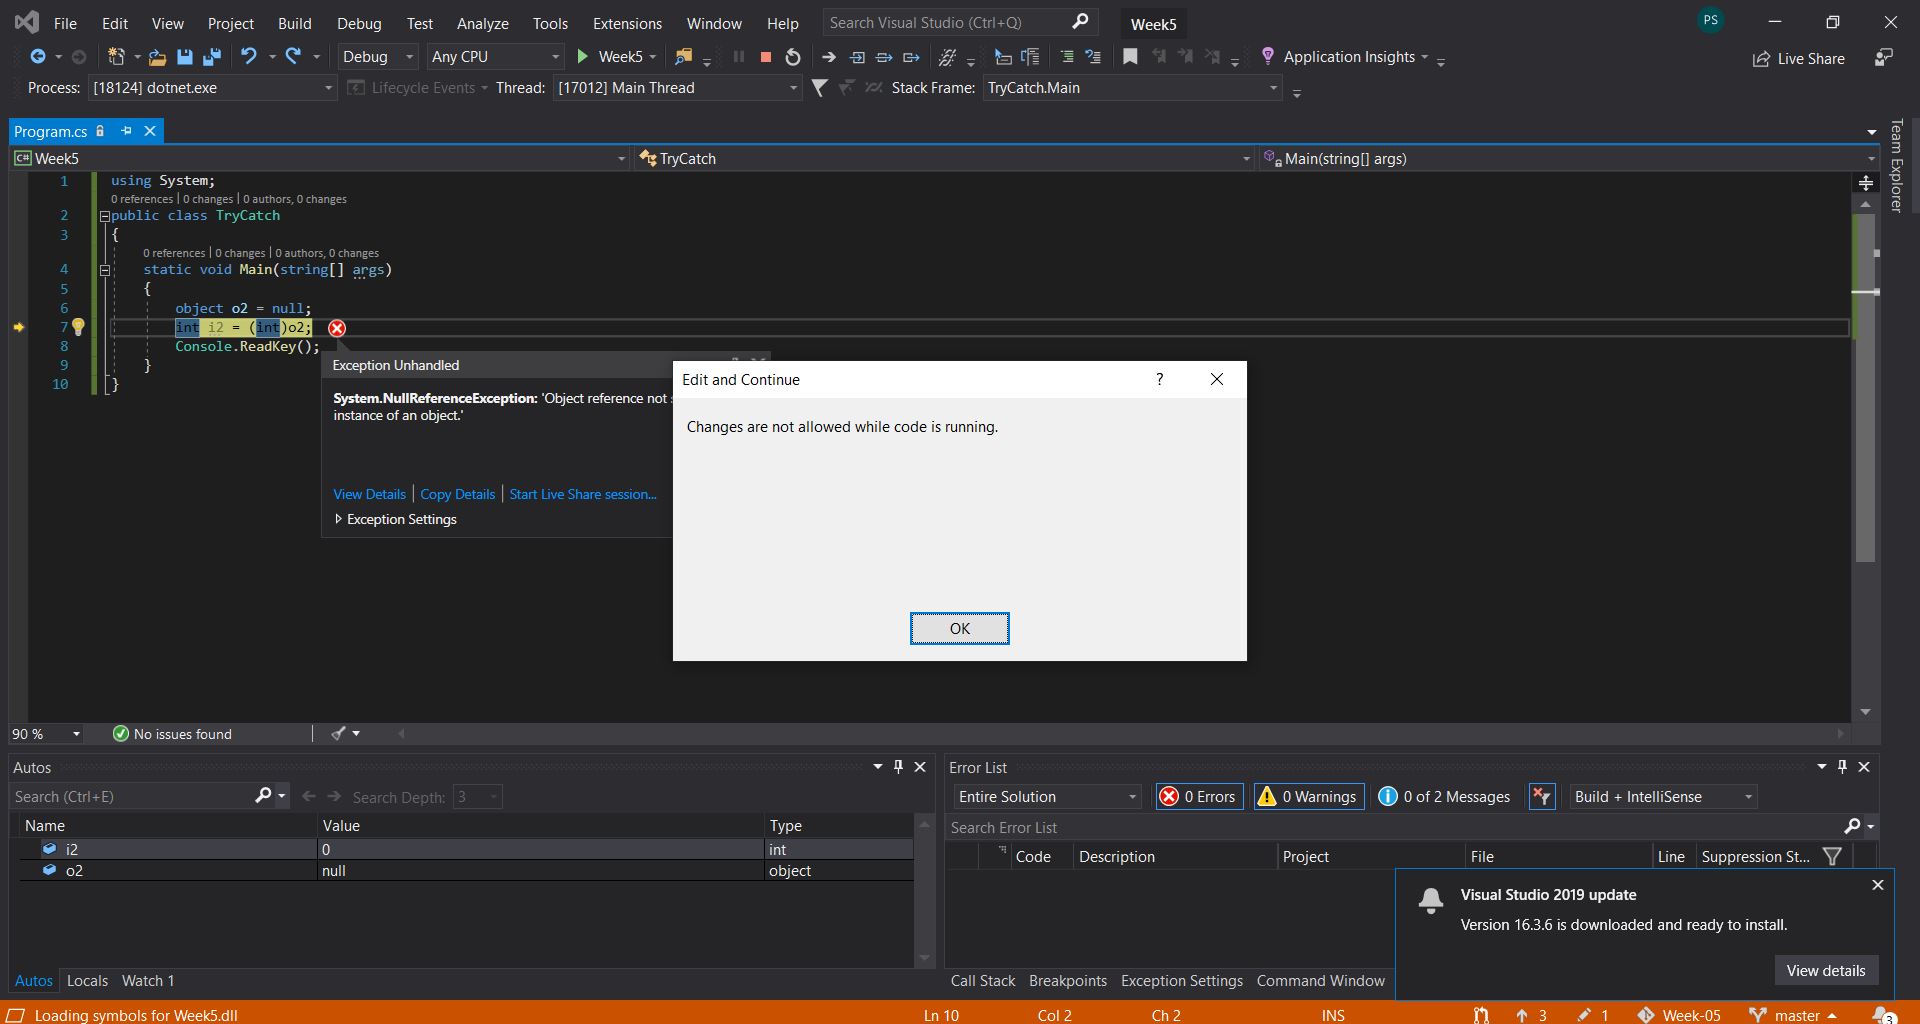 File Edit View Project Build Debug Test Analyze Tools Extensions Window Help Search Visual Studio (Ctrl+Q) Week5 PS
Debug Any CPU Week5 Application Insights Live Share
Process: [18124] dotnet.exe Lifecycle Events Thread: [17012] Main Thread Stack Frame: TryCatch.Main
Program.cs
Team Explorer
C# Week5 TryCatch Main(string[] args)
1 using System;
0 references | 0 changes | 0 authors, 0 changes
2 public class TryCatch
3 {
0 references | 0 changes | 0 authors, 0 changes
4 static void Main(string[] args)
5 {
6 object o2 = null;
7 int i2 = (int)o2;
8 Console.ReadKey();
9 }
10 }
Exception Unhandled
System.NullReferenceException: 'Object reference not
instance of an object.'
View Details | Copy Details | Start Live Share session...
Exception Settings
Edit and Continue ?
Changes are not allowed while code is running.
OK
90 % No issues found
Autos
Search (Ctrl+E) Search Depth: 3
Name Value Type
i2 0 int
o2 null object
Autos Locals Watch 1
Error List
Entire Solution 0 Errors 0 Warnings 0 of 2 Messages Build + IntelliSense
Search Error List
Code Description Project File Line Suppression St...
Visual Studio 2019 update
Version 16.3.6 is downloaded and ready to install.
View details
Call Stack Breakpoints Exception Settings Command Window
Loading symbols for Week5.dll Ln 10 Col 2 Ch 2 INS 3 1 Week-05 master 3